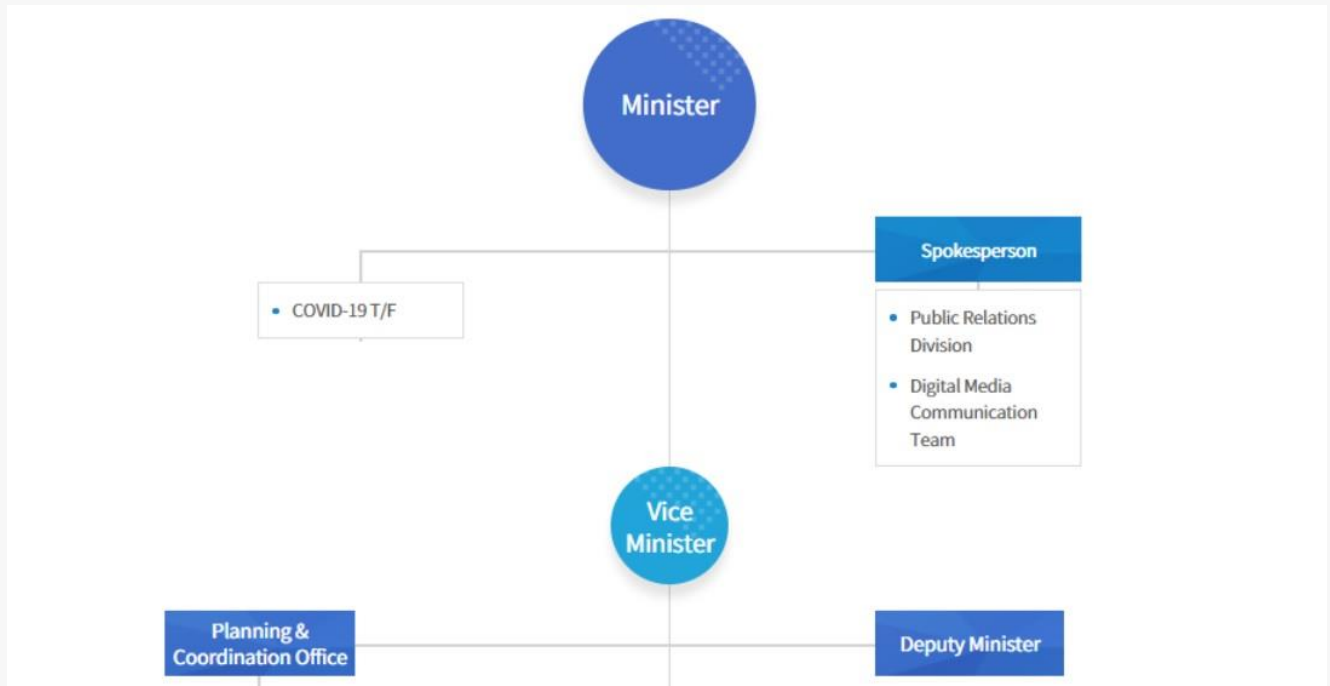 Minister
Spokesperson
• COVID-19 T/F
• Public Relations
Division
• Digital Media
Communication
Team
Vice
Minister
Planning &
Coordination Office
Deputy Minister